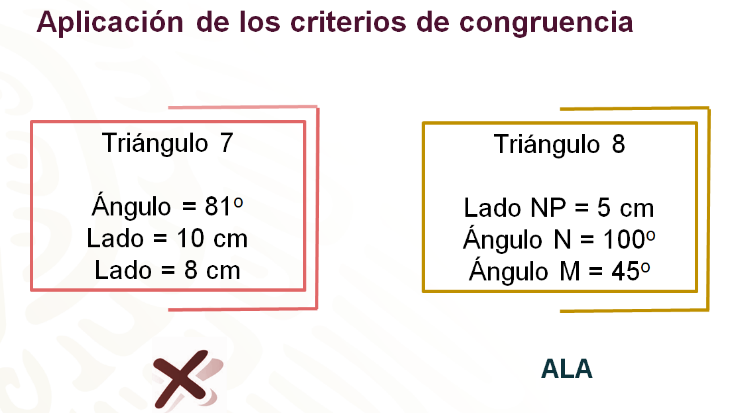 Aplicación de los criterios de congruencia
Triángulo 7
Ángulo = 81º
Lado = 10 cm
Lado = 8 cm
Triángulo 8
Lado NP = 5 cm
Ángulo N = 100º
Ángulo M = 45º
ALA